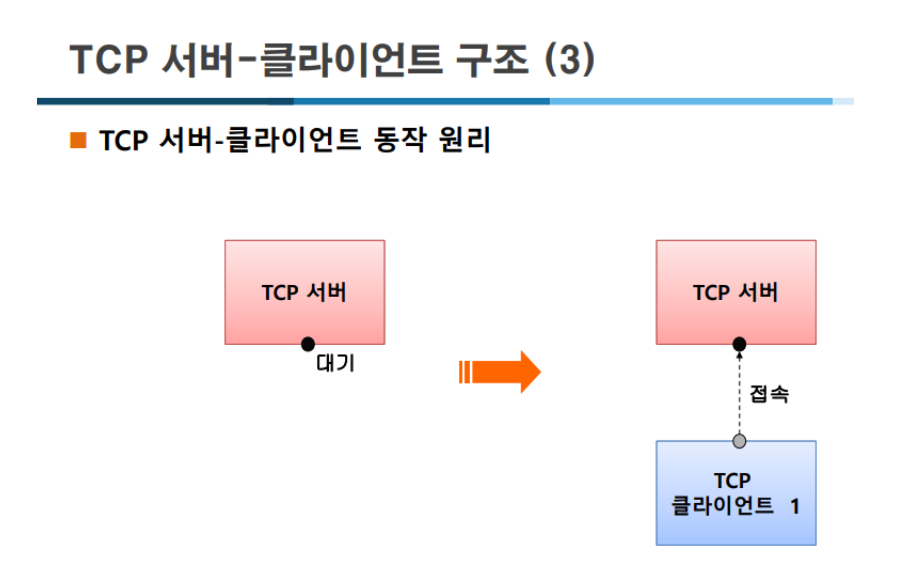 TCP 서버-클라이언트 구조 (3)
TCP 서버-클라이언트 동작 원리
TCP 서버
대기
TCP 서버
접속
TCP
클라이언트 1